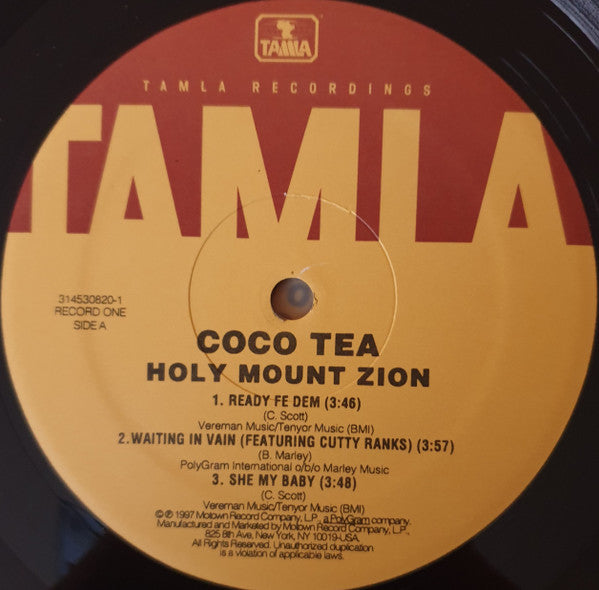 TAMLA
TAMLA RECORDINGS
TAMLA
314530820-1
RECORD ONE
SIDE A
COCO TEA
HOLY MOUNT ZION
1. READY FE DEM (3:46)
(C. Scott)
Vereman Music/Tenyor Music (BMI)
2.WAITING IN VAIN (FEATURING CUTTY RANKS) (3:57)
(B. Marley)
PolyGram International o/b/o Marley Music
3. SHE MY BABY (3:48)
(C. Scott)
Vereman Music/Tenyor Music (BMI)
©℗ 1997 Motown Record Company, L.P., a PolyGram company.
Manufactured and Marketed by Motown Record Company, L.P.,
825 8th Ave, New York, NY 10019-USA.
All Rights Reserved. Unauthorized duplication
is a violation of applicable laws.